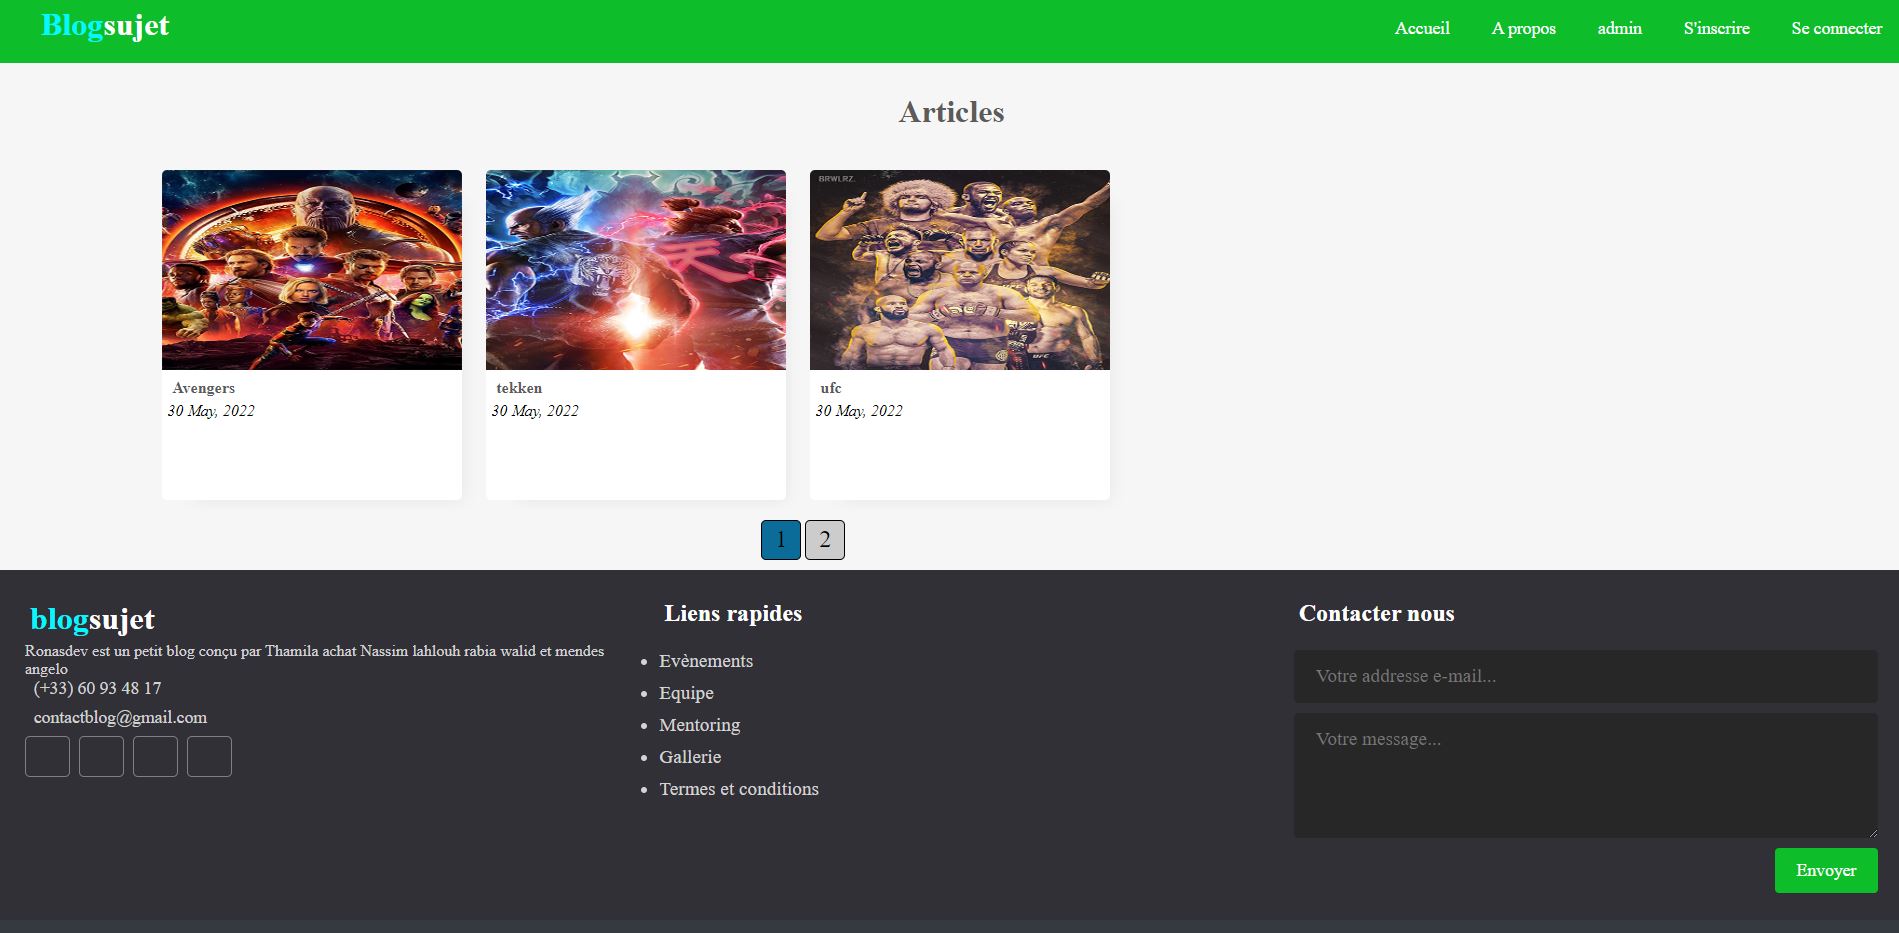 Blogsujet
Accueil A propos admin S'inscrire Se connecter
Articles
BRWLRZ.
UFC
Avengers
30 May, 2022
tekken
30 May, 2022
ufc
30 May, 2022
1 2
blogsujet
Ronasdev est un petit blog conçu par Thamila achat Nassim lahlouh rabia walid et mendes
angelo
(+33) 60 93 48 17
contactblog@gmail.com
Liens rapides
Evènements
Equipe
Mentoring
Gallerie
Termes et conditions
Contacter nous
Votre addresse e-mail...
Votre message...
Envoyer